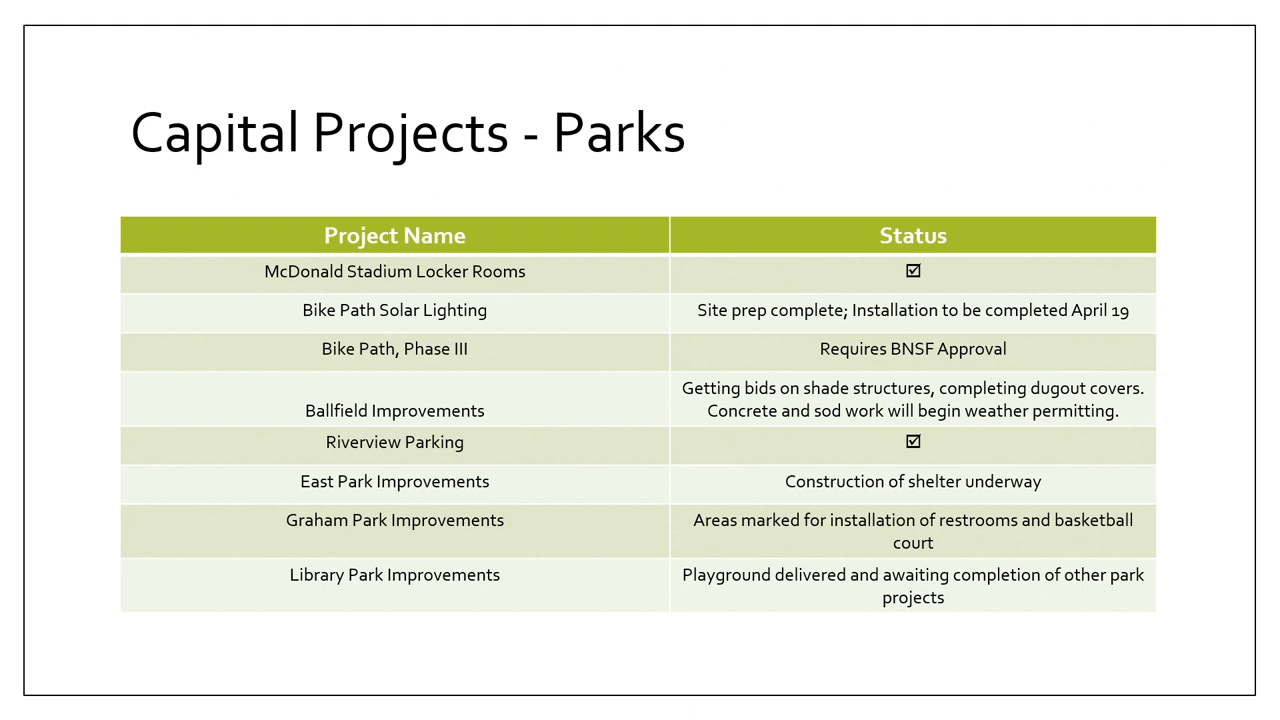 Capital Projects - Parks
Project Name
Status
McDonald Stadium Locker Rooms
☑
Bike Path Solar Lighting
Site prep complete; Installation to be completed April 19
Bike Path, Phase III
Requires BNSF Approval
Ballfield Improvements
Getting bids on shade structures, completing dugout covers.
Concrete and sod work will begin weather permitting.
Riverview Parking
☑
East Park Improvements
Construction of shelter underway
Graham Park Improvements
Areas marked for installation of restrooms and basketball
court
Library Park Improvements
Playground delivered and awaiting completion of other park
projects